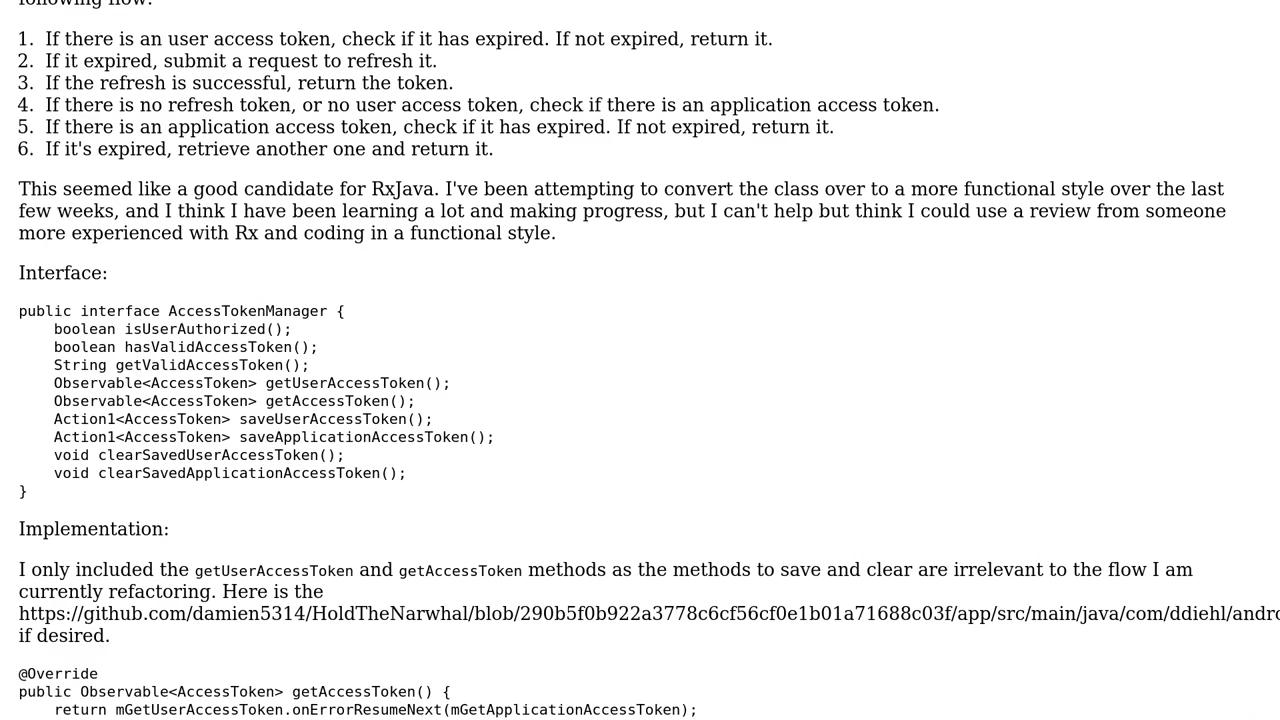 following flow:
1. If there is an user access token, check if it has expired. If not expired, return it.
2. If it expired, submit a request to refresh it.
3. If the refresh is successful, return the token.
4. If there is no refresh token, or no user access token, check if there is an application access token.
5. If there is an application access token, check if it has expired. If not expired, return it.
6. If it's expired, retrieve another one and return it.
This seemed like a good candidate for RxJava. I've been attempting to convert the class over to a more functional style over the last
few weeks, and I think I have been learning a lot and making progress, but I can't help but think I could use a review from someone
more experienced with Rx and coding in a functional style.
Interface:
public interface AccessTokenManager {
    boolean isUserAuthorized();
    boolean hasValidAccessToken();
    String getValidAccessToken();
    Observable<AccessToken> getUserAccessToken();
    Observable<AccessToken> getAccessToken();
    Action1<AccessToken> saveUserAccessToken();
    Action1<AccessToken> saveApplicationAccessToken();
    void clearSavedUserAccessToken();
    void clearSavedApplicationAccessToken();
}
Implementation:
I only included the getUserAccessToken and getAccessToken methods as the methods to save and clear are irrelevant to the flow I am
currently refactoring. Here is the
https://github.com/damien5314/HoldTheNarwhal/blob/290b5f0b922a3778c6cf56cf0e1b01a71688c03f/app/src/main/java/com/ddiehl/andro
if desired.
@Override
public Observable<AccessToken> getAccessToken() {
    return mGetUserAccessToken.onErrorResumeNext(mGetApplicationAccessToken);